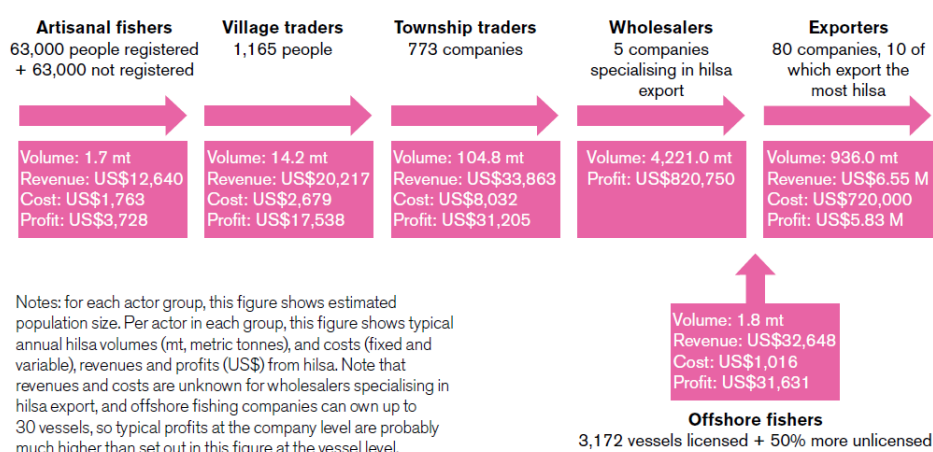 Artisanal fishers
63,000 people registered
+ 63,000 not registered
Village traders
1,165 people
Township traders
773 companies
Wholesalers
5 companies
specialising in hilsa
export
Exporters
80 companies, 10 of
which export the
most hilsa
Volume: 1.7 mt
Revenue: US$12,640
Cost: US$1,763
Profit: US$3,728
Volume: 14.2 mt
Revenue: US$20,217
Cost: US$2,679
Profit: US$17,538
Volume: 104.8 mt
Revenue: US$33,863
Cost: US$8,032
Profit: US$31,205
Volume: 4,221.0 mt
Profit: US$820,750
Volume: 936.0 mt
Revenue: US$6.55 M
Cost: US$720,000
Profit: US$5.83 M
Notes: for each actor group, this figure shows estimated
population size. Per actor in each group, this figure shows typical
annual hilsa volumes (mt, metric tonnes), and costs (fixed and
variable), revenues and profits (US$) from hilsa. Note that
revenues and costs are unknown for wholesalers specialising in
hilsa export, and offshore fishing companies can own up to
30 vessels, so typical profits at the company level are probably
much higher than set out in this figure at the vessel level.
Volume: 1.8 mt
Revenue: US$32,648
Cost: US$1,016
Profit: US$31,631
Offshore fishers
3,172 vessels licensed + 50% more unlicensed